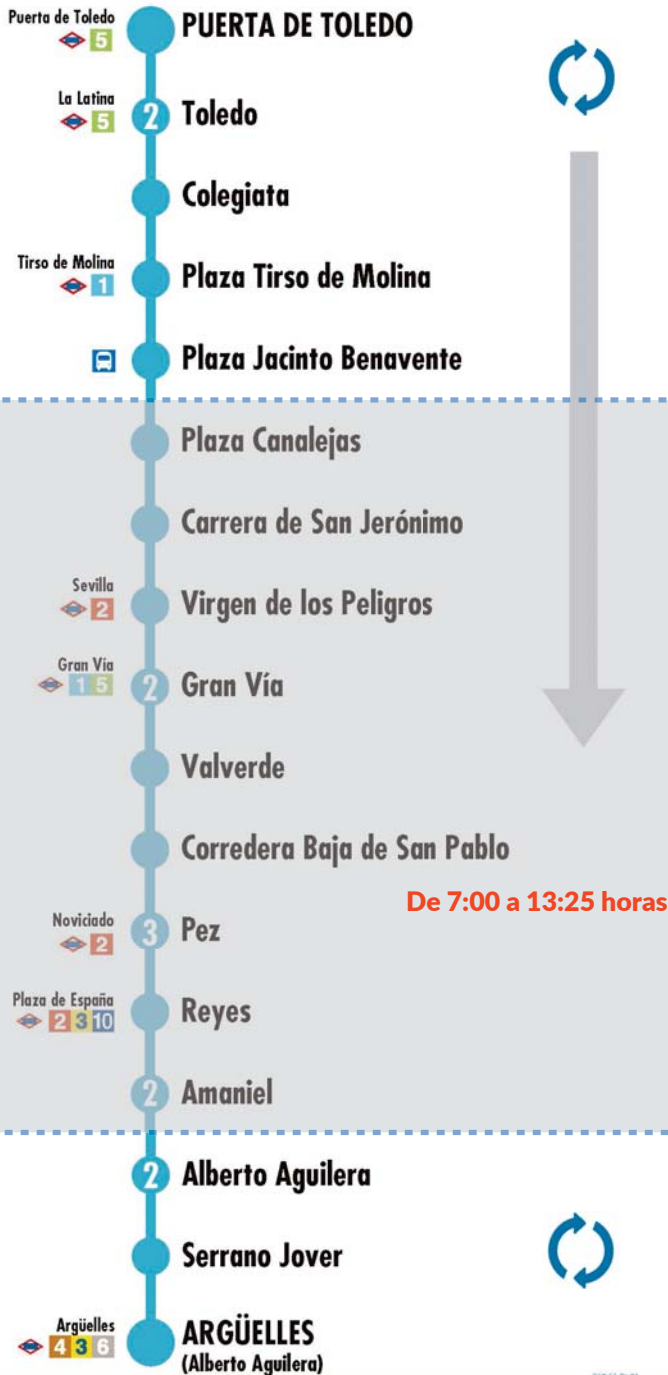 Puerta de Toledo
5
PUERTA DE TOLEDO
La Latina
5
2
Toledo
Colegiata
Tirso de Molina
1
Plaza Tirso de Molina
Plaza Jacinto Benavente
Plaza Canalejas
Carrera de San Jerónimo
Sevilla
2
Virgen de los Peligros
Gran Vía
1 5
2
Gran Vía
Valverde
Corredera Baja de San Pablo
De 7:00 a 13:25 horas
Noviciado
2
3
Pez
Plaza de España
2 3 10
Reyes
2
Amaniel
2
Alberto Aguilera
Serrano Jover
Argüelles
4 3 6
ARGÜELLES
(Alberto Aguilera)